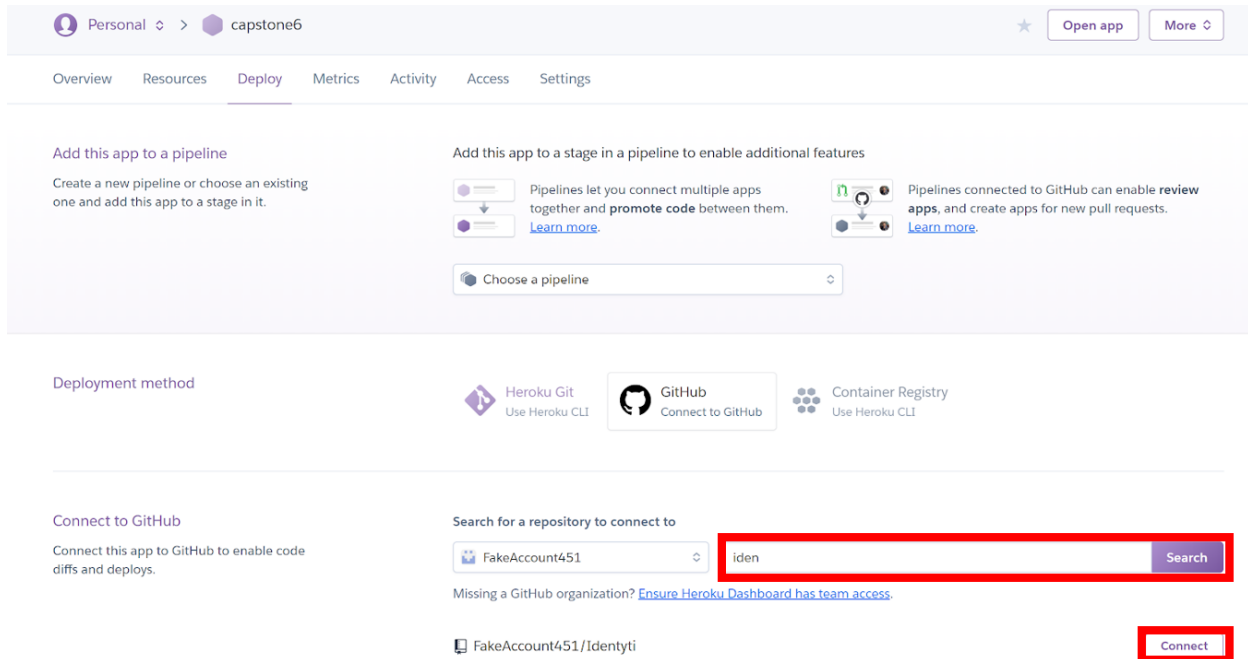 Personal > capstone6 Open app More
Overview Resources Deploy Metrics Activity Access Settings
Add this app to a pipeline
Create a new pipeline or choose an existing
one and add this app to a stage in it.
Add this app to a stage in a pipeline to enable additional features
Pipelines let you connect multiple apps
together and promote code between them.
Learn more.
Pipelines connected to GitHub can enable review
apps, and create apps for new pull requests.
Learn more.
Choose a pipeline
Deployment method
Heroku Git
Use Heroku CLI
GitHub
Connect to GitHub
Container Registry
Use Heroku CLI
Connect to GitHub
Connect this app to GitHub to enable code
diffs and deploys.
Search for a repository to connect to
FakeAccount451 iden Search
Missing a GitHub organization? Ensure Heroku Dashboard has team access.
FakeAccount451/Identyti Connect